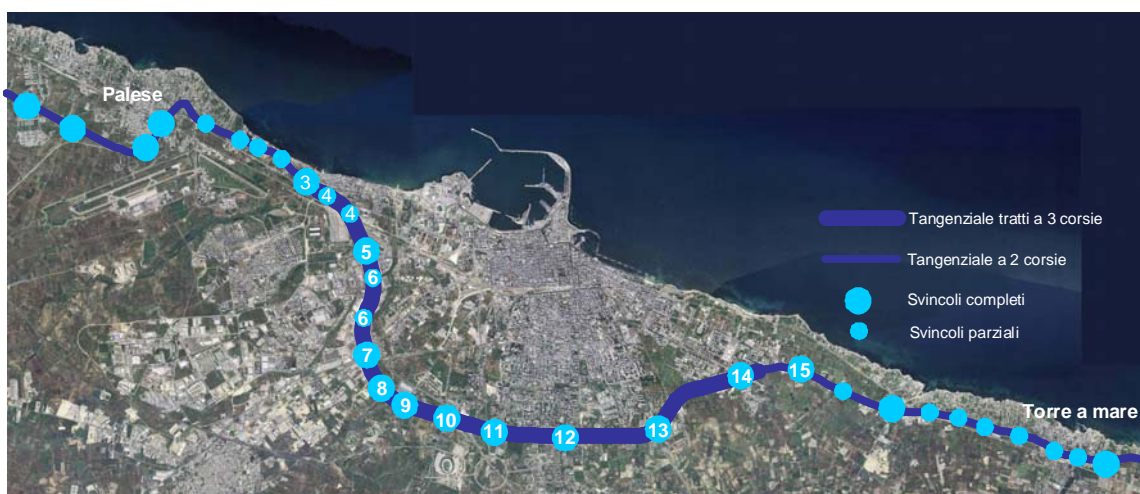 Palese
3
4
4
5
6
6
7
8
9
10
11
12
13
14
15
Tangenziale tratti a 3 corsie
Tangenziale a 2 corsie
Svincoli completi
Svincoli parziali
Torre a mare